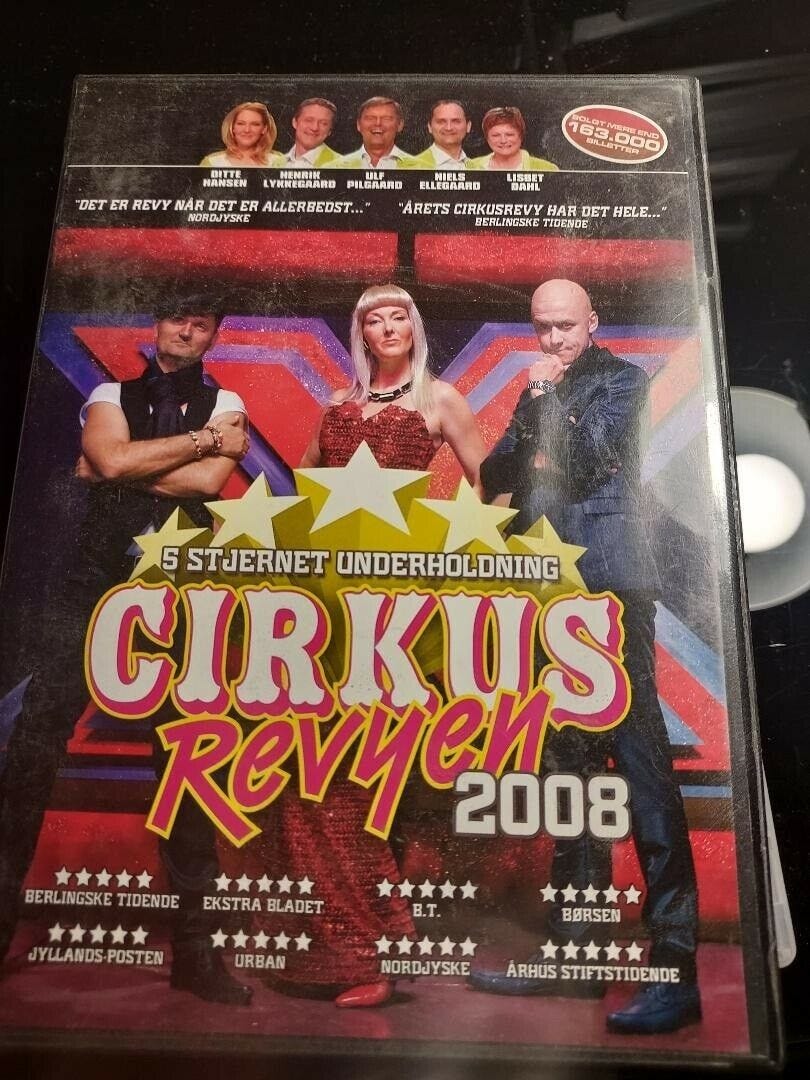 SOLGT MERE END
163.000
BILLETTER
DITTE HANSEN
HENRIK LYKKEGAARD
ULF PILGAARD
NIELS ELLEGAARD
LISBET DAHL
"DET ER REVY NÅR DET ER ALLERBEDST..."
NORDJYSKE
"ÅRETS CIRKUSREVY HAR DET HELE..."
BERLINGSKE TIDENDE
5 STJERNET UNDERHOLDNING
CIRKUS
Revyen
2008
BERLINGSKE TIDENDE
EKSTRA BLADET
B.T.
BØRSEN
JYLLANDS-POSTEN
URBAN
NORDJYSKE
ÅRHUS STIFTSTIDENDE